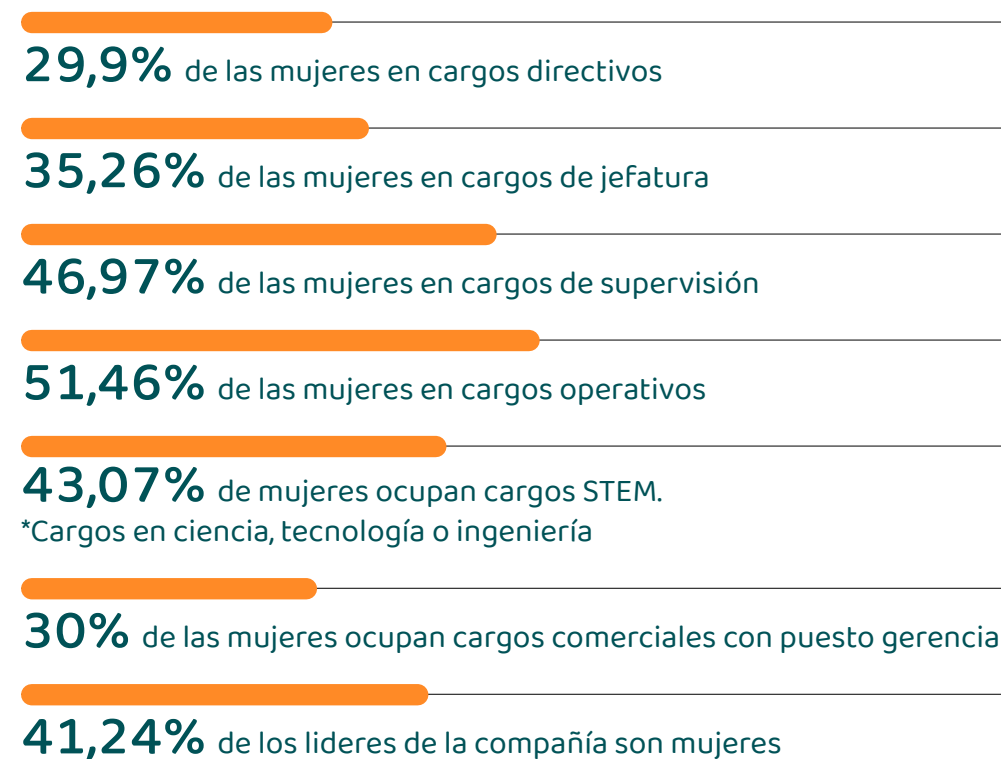 29,9% de las mujeres en cargos directivos
35,26% de las mujeres en cargos de jefatura
46,97% de las mujeres en cargos de supervisión
51,46% de las mujeres en cargos operativos
43,07% de mujeres ocupan cargos STEM.
*Cargos en ciencia, tecnología o ingeniería
30% de las mujeres ocupan cargos comerciales con puesto gerencia
41,24% de los lideres de la compañía son mujeres